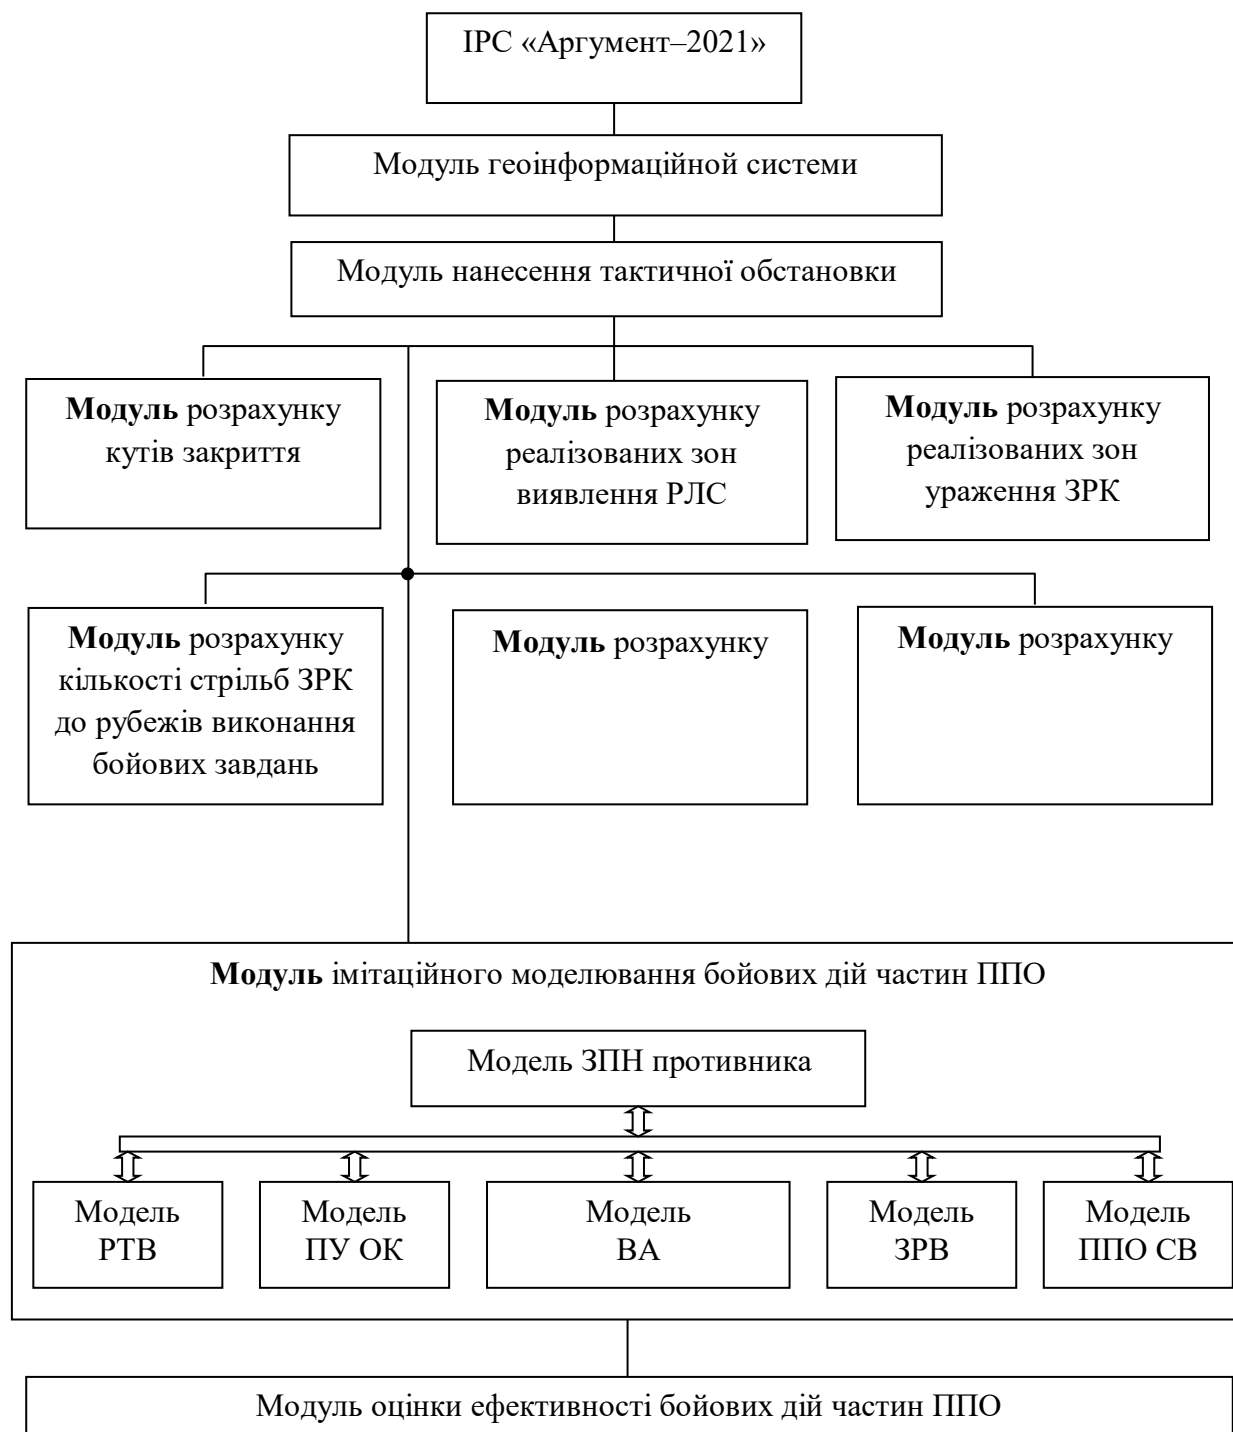 ІРС «Аргумент–2021»
Модуль геоінформаційной системи
Модуль нанесення тактичної обстановки
Модуль розрахунку
кутів закриття
Модуль розрахунку
реалізованих зон
виявлення РЛС
Модуль розрахунку
реалізованих зон
ураження ЗРК
Модуль розрахунку
кількості стрільб ЗРК
до рубежів виконання
бойових завдань
Модуль розрахунку
Модуль розрахунку
Модуль імітаційного моделювання бойових дій частин ППО
Модель ЗПН противника
Модель
РТВ
Модель
ПУ ОК
Модель
ВА
Модель
ЗРВ
Модель
ППО СВ
Модуль оцінки ефективності бойових дій частин ППО